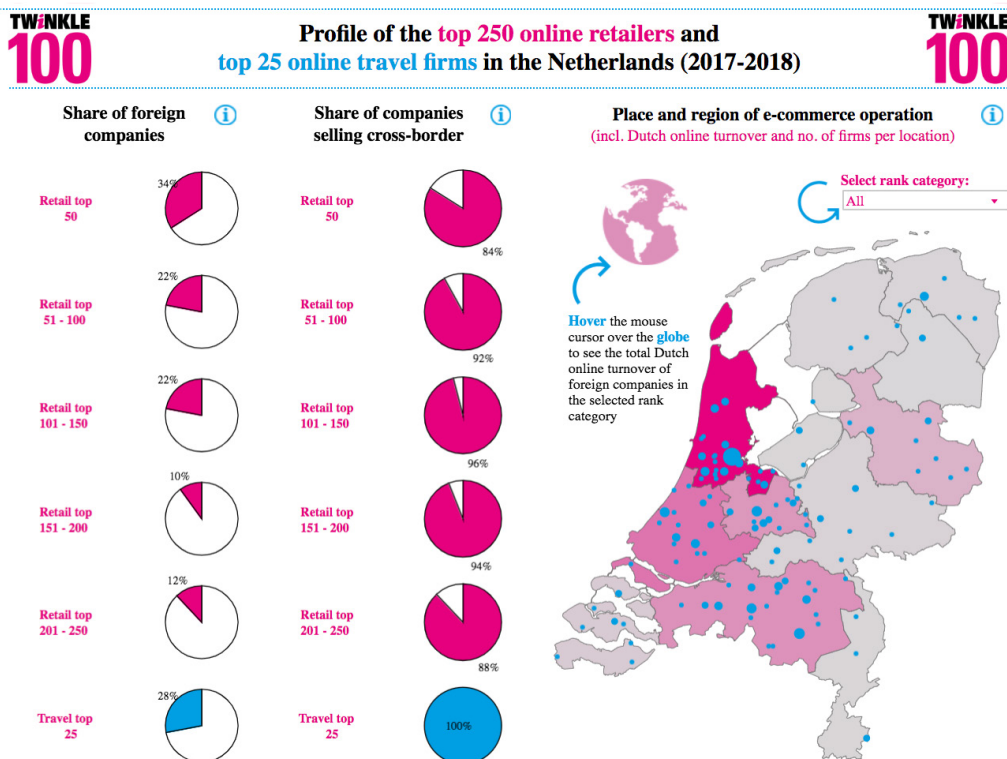 TWiNKLE
100
Profile of the top 250 online retailers and
top 25 online travel firms in the Netherlands (2017-2018)
TWiNKLE
100
Share of foreign
companies
i
Share of companies
selling cross-border
i
Place and region of e-commerce operation
(incl. Dutch online turnover and no. of firms per location)
i
Select rank category:
All
Hover the mouse
cursor over the globe
to see the total Dutch
online turnover of
foreign companies in
the selected rank
category
Retail top
50
34%
Retail top
50
84%
Retail top
51 - 100
22%
Retail top
51 - 100
92%
Retail top
101 - 150
22%
Retail top
101 - 150
96%
Retail top
151 - 200
10%
Retail top
151 - 200
94%
Retail top
201 - 250
12%
Retail top
201 - 250
88%
Travel top
25
28%
Travel top
25
100%